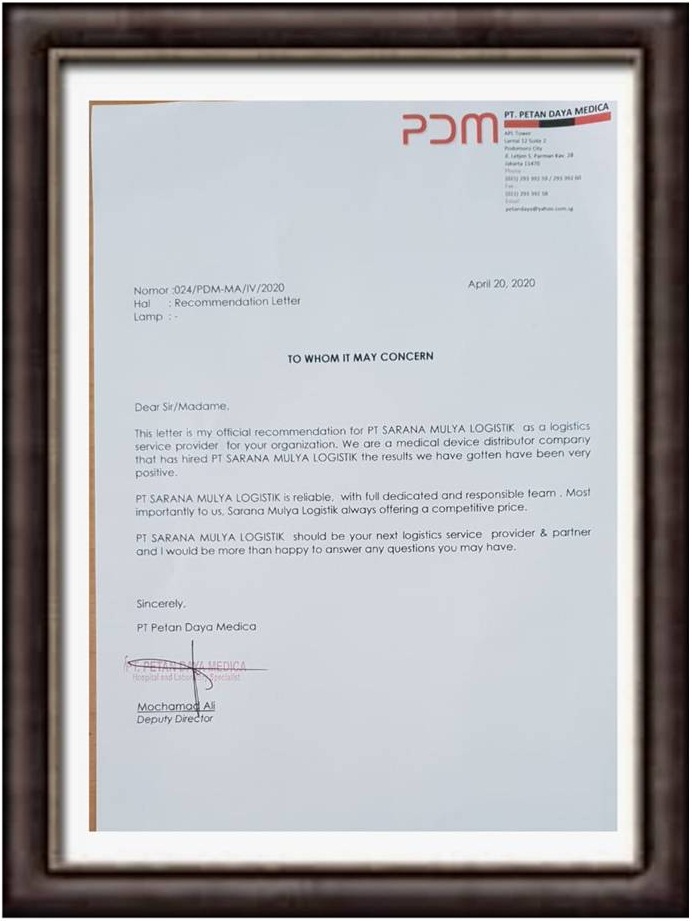 PDM
PT. PETAN DAYA MEDICA
APL Tower
Lantai 12 Suite 2
Podomoro City
Jl. Letjen S. Parman Kav. 28
Jakarta 11470
Phone
Fax
Email
petandaya@yahoo.com.sg
Nomor :024/PDM-MA/IV/2020
April 20, 2020
Hal : Recommendation Letter
Lamp : -
TO WHOM IT MAY CONCERN
Dear Sir/Madame,
This letter is my official recommendation for PT SARANA MULYA LOGISTIK as a logistics
service provider for your organization. We are a medical device distributor company
that has hired PT SARANA MULYA LOGISTIK the results we have gotten have been very
positive.
PT SARANA MULYA LOGISTIK is reliable, with full dedicated and responsible team . Most
importantly to us, Sarana Mulya Logistik always offering a competitive price.
PT SARANA MULYA LOGISTIK should be your next logistics service provider & partner
and I would be more than happy to answer any questions you may have.
Sincerely,
PT Petan Daya Medica
PT. PETAN DAYA MEDICA
Hospital and Laboratory Specialist
Mochamad Ali
Deputy Director